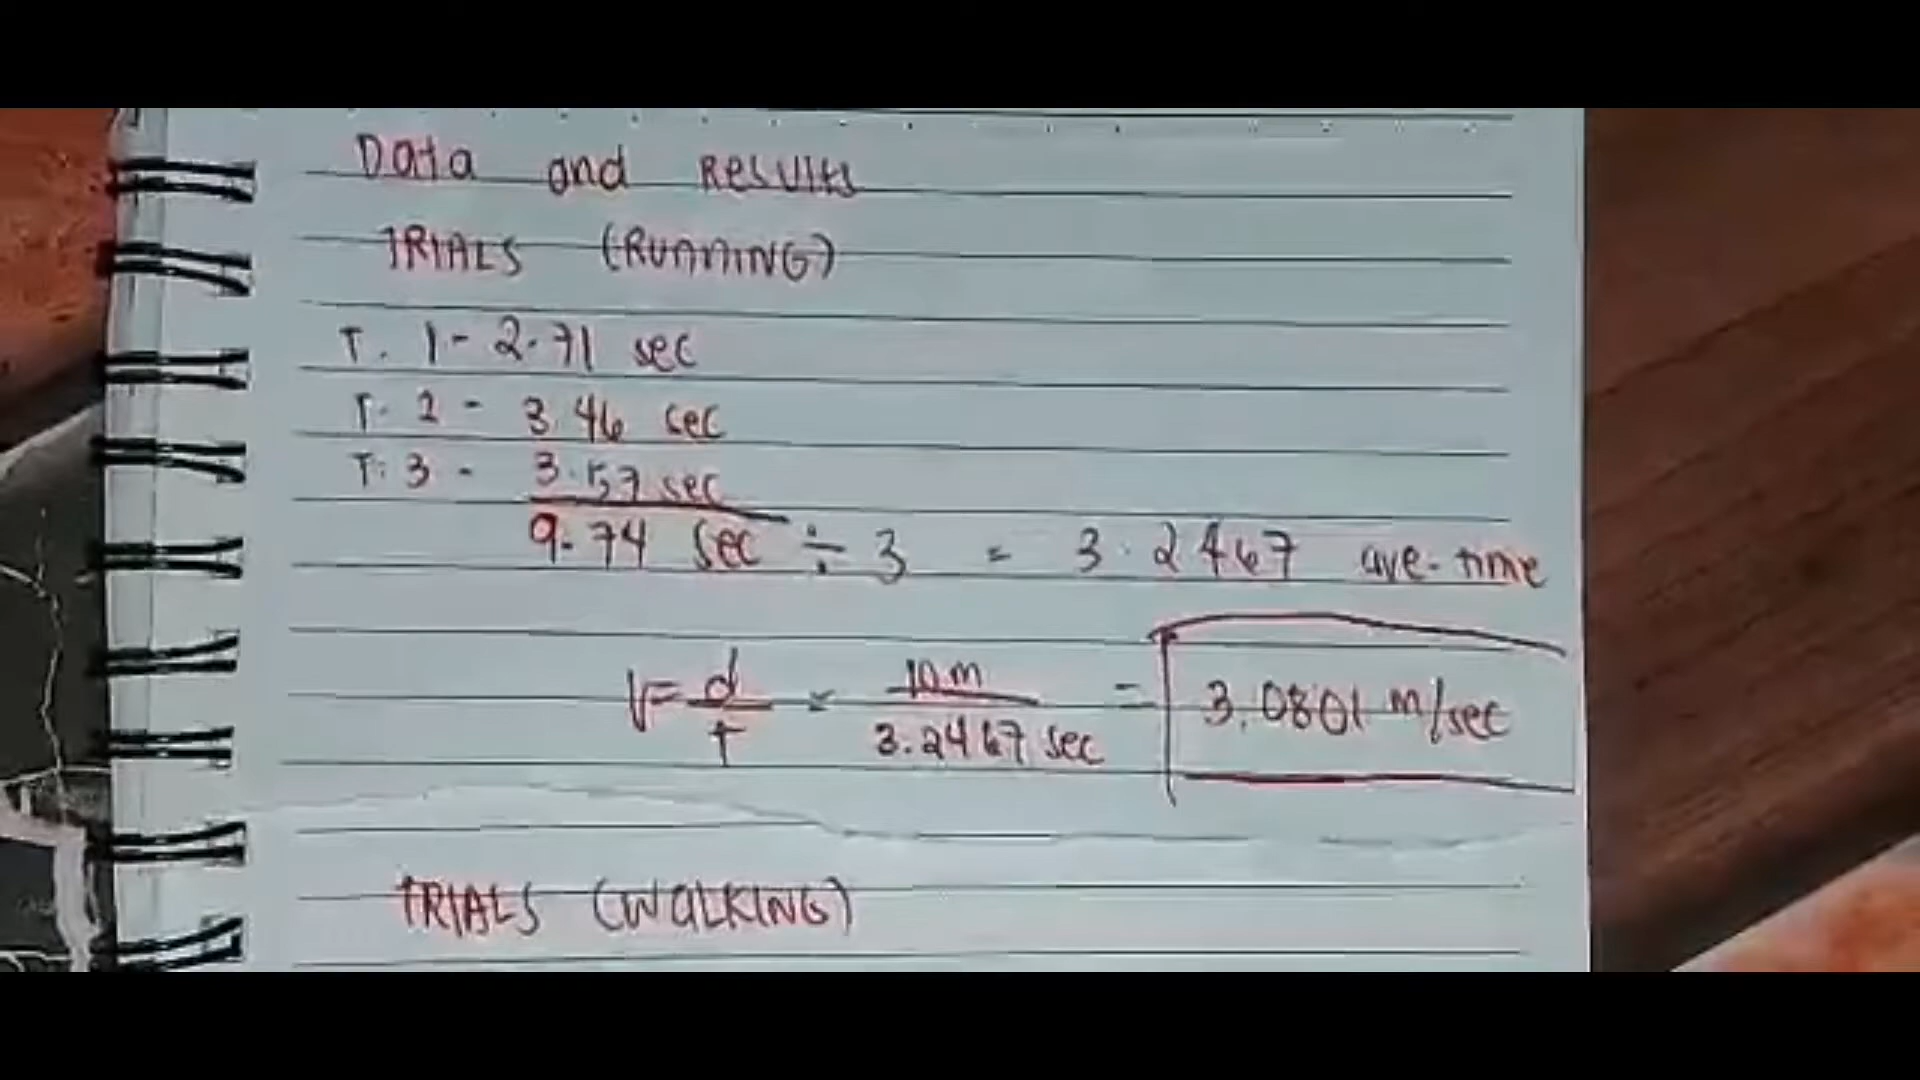 Data and Results
TRIALS (RUNNING)
T. 1 - 2.71 sec
T. 2 - 3.46 sec
T. 3 - 3.57 sec
9.74 sec ÷ 3 = 3.2467 ave. time
V = d/t = 10m/3.2467 sec = 3.0801 m/sec
TRIALS (WALKING)